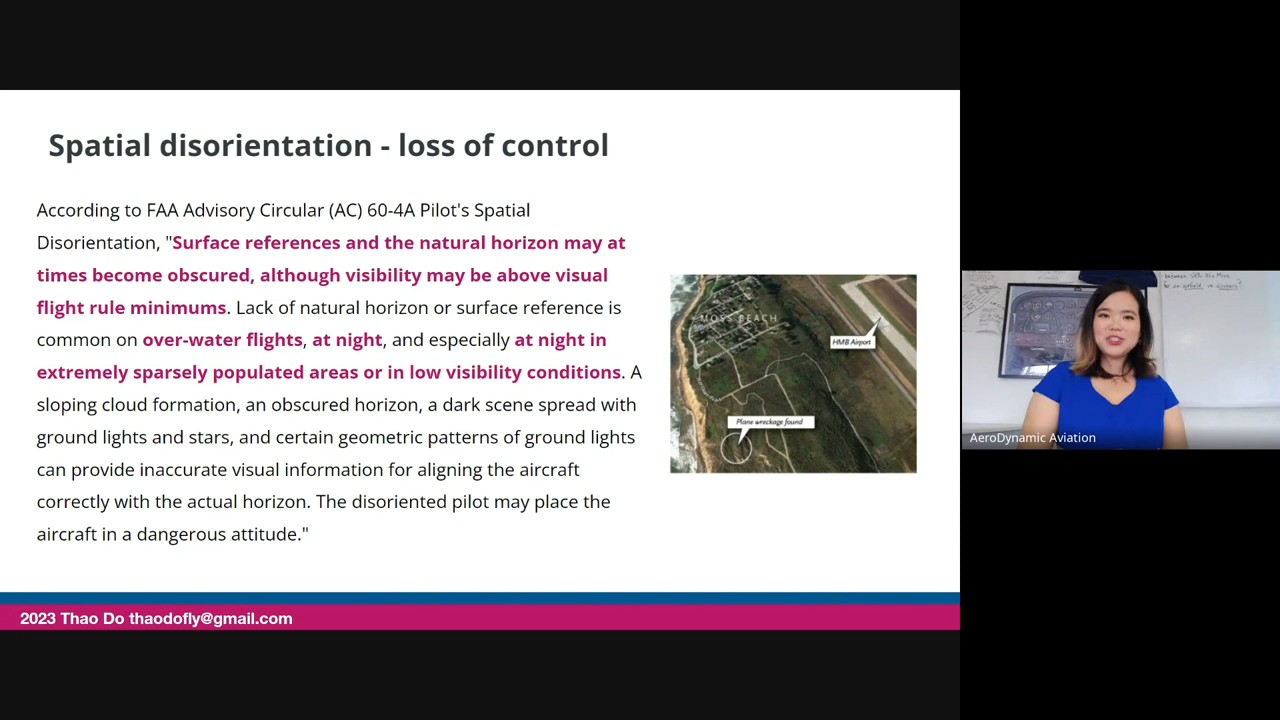 Spatial disorientation - loss of control
According to FAA Advisory Circular (AC) 60-4A Pilot's Spatial
Disorientation, "Surface references and the natural horizon may at
times become obscured, although visibility may be above visual
flight rule minimums. Lack of natural horizon or surface reference is
common on over-water flights, at night, and especially at night in
extremely sparsely populated areas or in low visibility conditions. A
sloping cloud formation, an obscured horizon, a dark scene spread with
ground lights and stars, and certain geometric patterns of ground lights
can provide inaccurate visual information for aligning the aircraft
correctly with the actual horizon. The disoriented pilot may place the
aircraft in a dangerous attitude."
MOSS BEACH
HMB Airport
Plane wreckage found
2023 Thao Do thaodofly@gmail.com
between
for an airfield
AeroDynamic Aviation